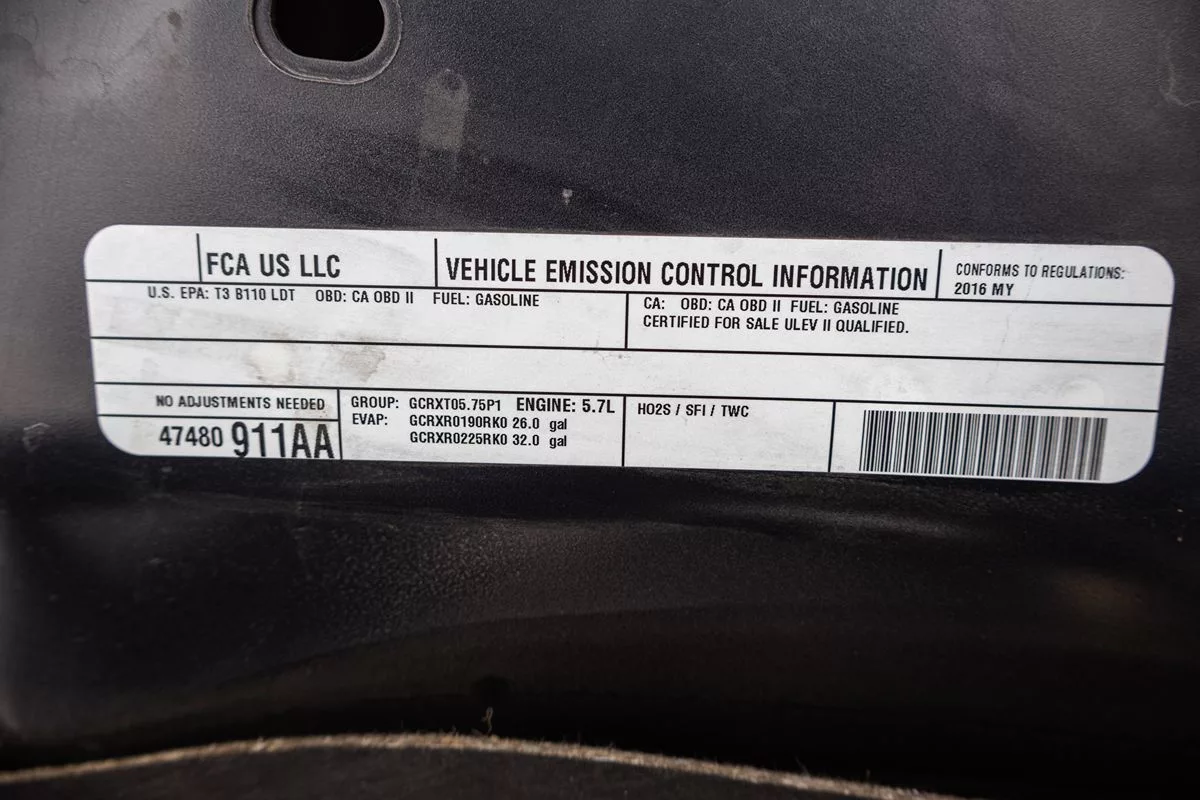 FCA US LLC
VEHICLE EMISSION CONTROL INFORMATION
CONFORMS TO REGULATIONS:
2016 MY
U.S. EPA: T3 B110 LDT OBD: CA OBD II FUEL: GASOLINE
CA: OBD: CA OBD II FUEL: GASOLINE
CERTIFIED FOR SALE ULEV II QUALIFIED.
NO ADJUSTMENTS NEEDED
47480 911AA
GROUP: GCRXT05.75P1 ENGINE: 5.7L
EVAP: GCRXR0190RK0 26.0 gal
GCRXR0225RK0 32.0 gal
HO2S / SFI / TWC